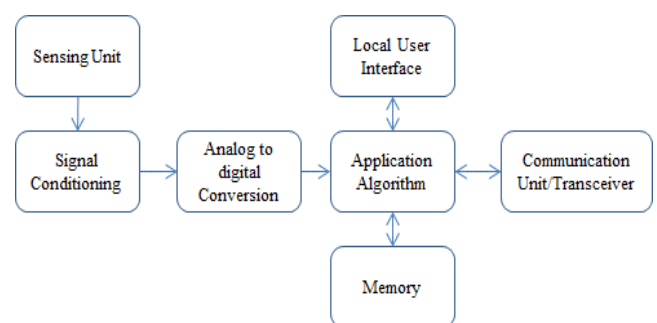 Sensing Unit
Local User
Interface
Signal
Conditioning
Analog to
digital
Conversion
Application
Algorithm
Communication
Unit/Transceiver
Memory